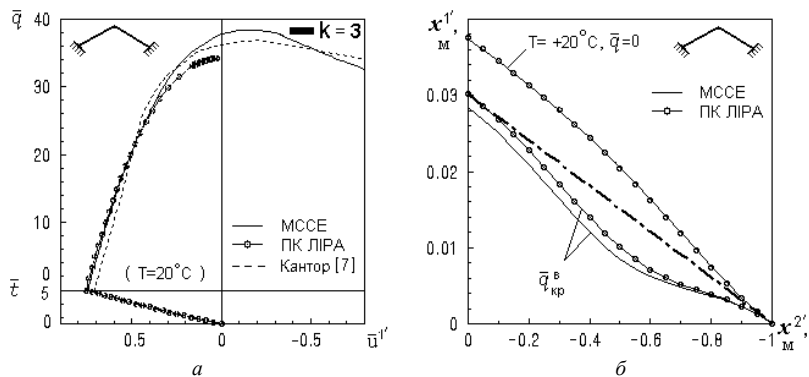 q̄
40
30
20
10
0
t̄
5
0
k = 3
МССЕ
ПК ЛІРА
Кантор [7]
( T=20°C )
0.5
0
-0.5
ū¹'
а
x¹',
м
0.03
0.02
0.01
0
T= +20°C, q̄=0
МССЕ
ПК ЛІРА
q̄ в кр
0
-0.2
-0.4
-0.6
-0.8
-1
x²',
м
б